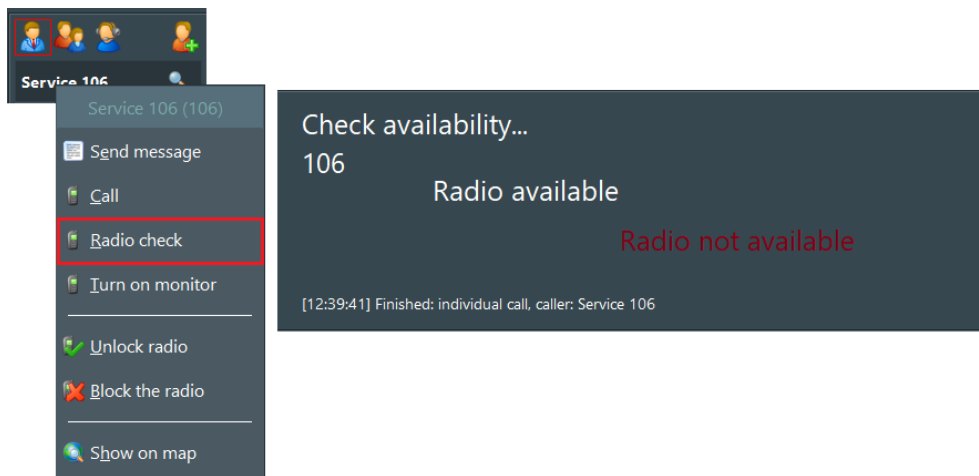 Service 106
Service 106 (106)
Send message
Call
Radio check
Turn on monitor
Unlock radio
Block the radio
Show on map
Check availability...
106
Radio available
Radio not available
[12:39:41] Finished: individual call, caller: Service 106